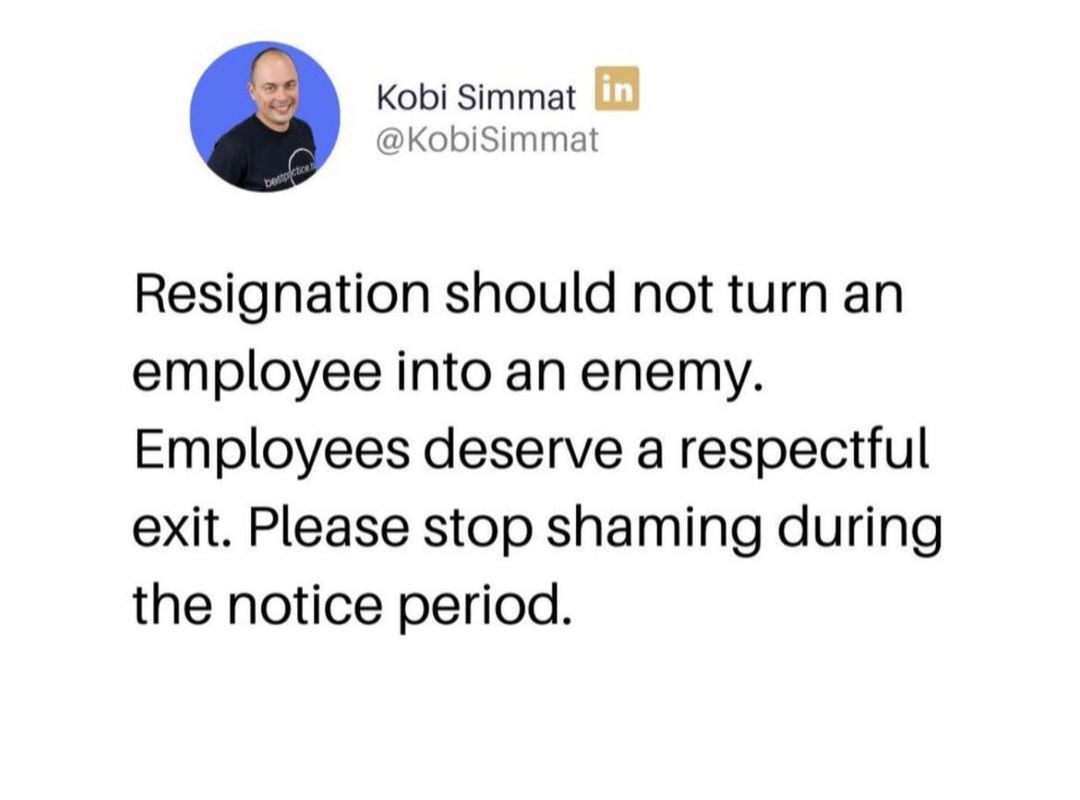 Kobi Simmat in
@KobiSimmat
Resignation should not turn an
employee into an enemy.
Employees deserve a respectful
exit. Please stop shaming during
the notice period.